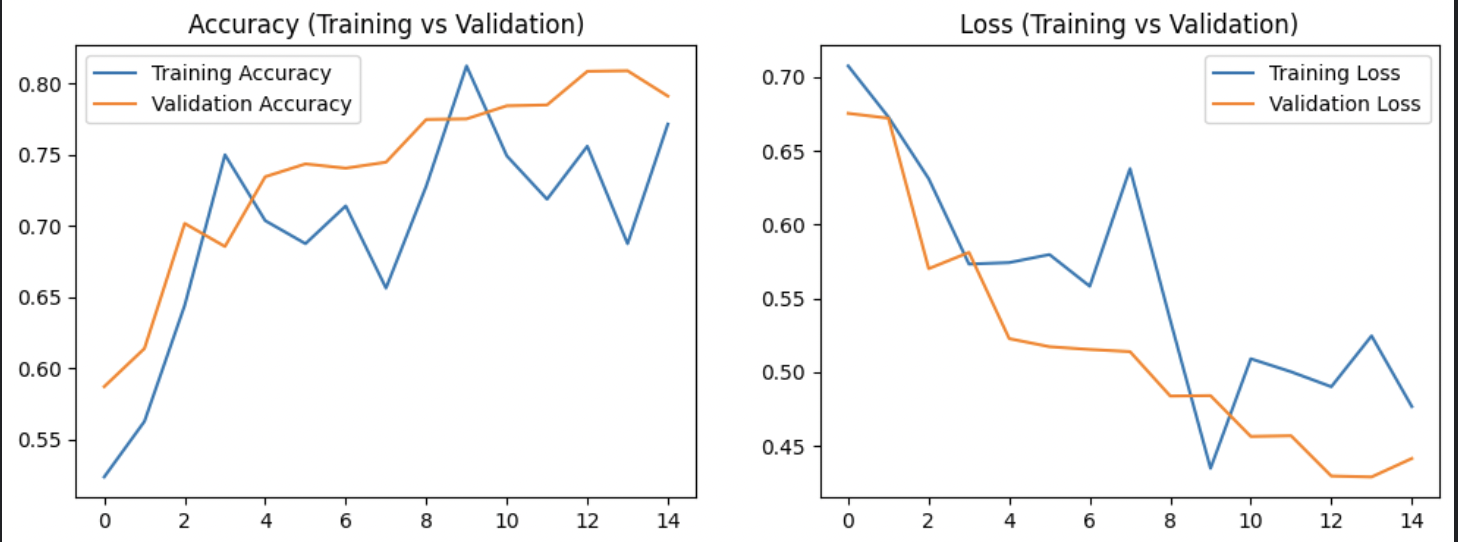 Accuracy (Training vs Validation)
Training Accuracy
Validation Accuracy
0.80
0.75
0.70
0.65
0.60
0.55
0 2 4 6 8 10 12 14
Loss (Training vs Validation)
Training Loss
Validation Loss
0.70
0.65
0.60
0.55
0.50
0.45
0 2 4 6 8 10 12 14